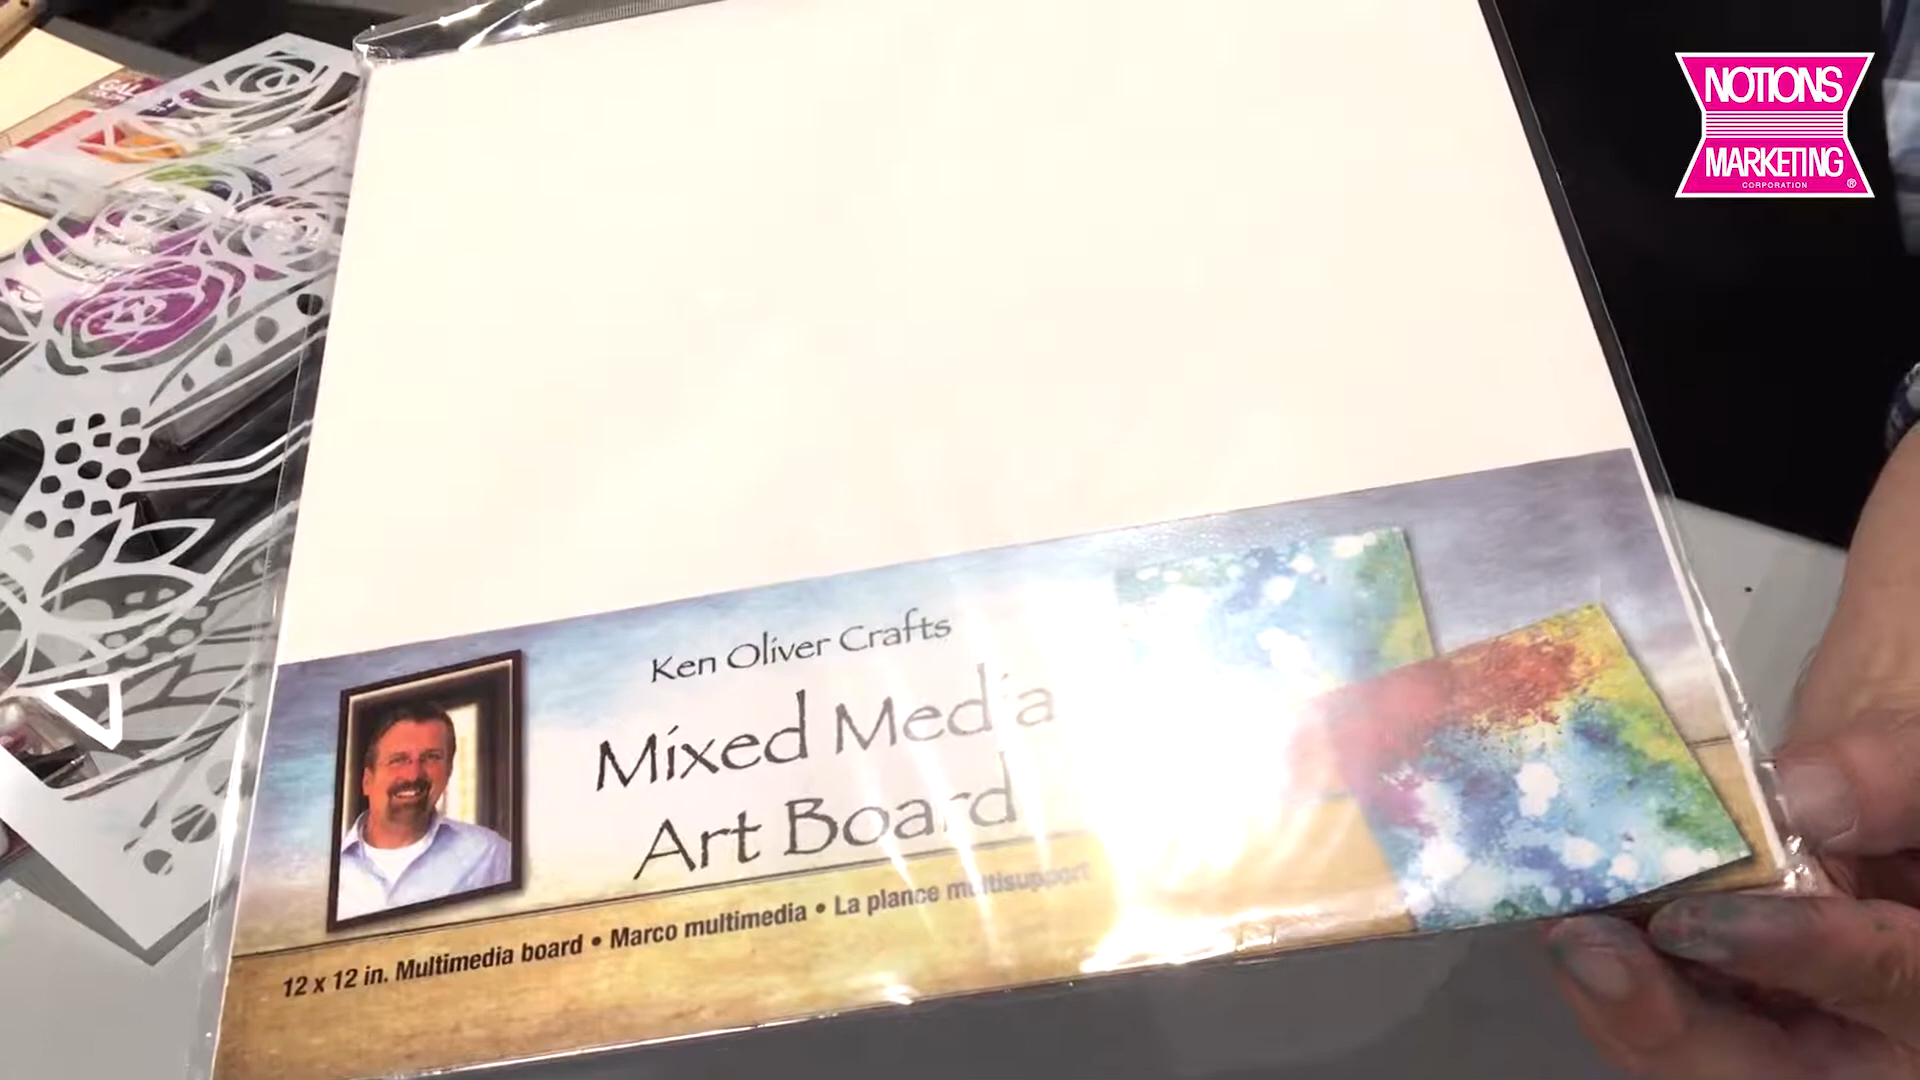 NOTIONS
MARKETING
CORPORATION ®
GAL
Ken Oliver Crafts
Mixed Media
Art Board
12 x 12 in. Multimedia board • Marco multimedia • La plance multisupport